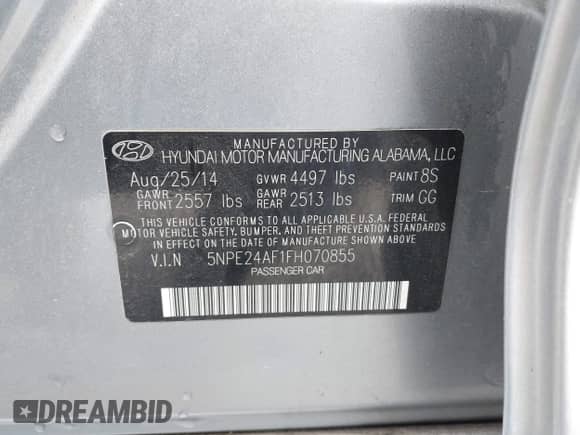 MANUFACTURED BY
HYUNDAI MOTOR MANUFACTURING ALABAMA, LLC
Aug/25/14 GVWR 4497 lbs PAINT 8S
GAWR FRONT 2557 lbs GAWR REAR 2513 lbs TRIM GG
THIS VEHICLE CONFORMS TO ALL APPLICABLE U.S.A. FEDERAL
MOTOR VEHICLE SAFETY, BUMPER, AND THEFT PREVENTION STANDARDS
IN EFFECT ON THE DATE OF MANUFACTURE SHOWN ABOVE.
V.I.N 5NPE24AF1FH070855
PASSENGER CAR
DREAMBID